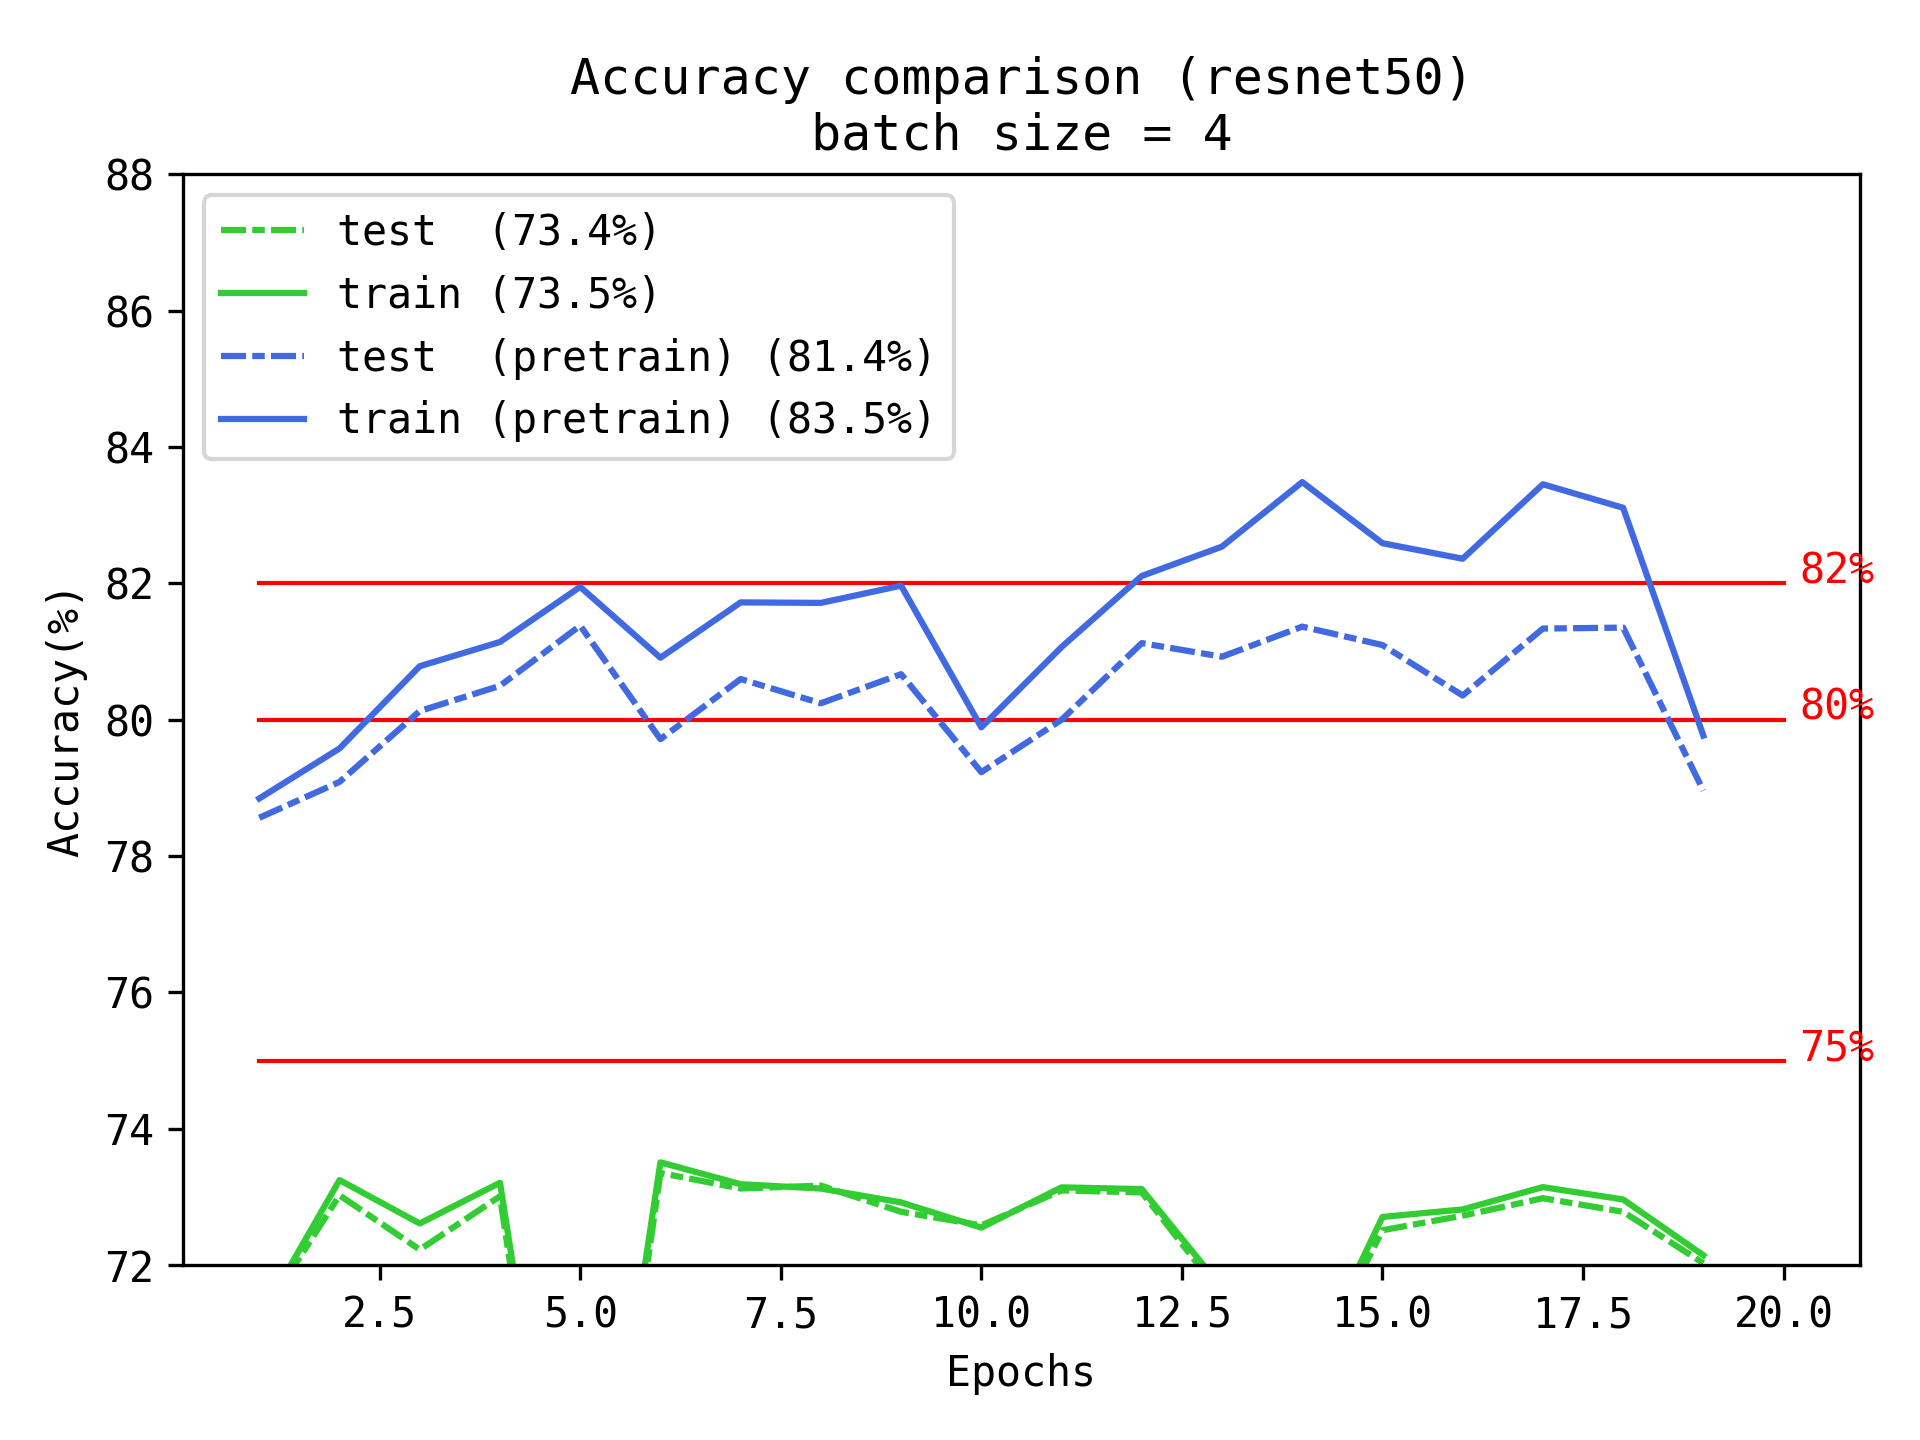 Accuracy comparison (resnet50)
batch size = 4
88
86
84
82
80
78
76
74
72
Accuracy(%)
test  (73.4%)
train (73.5%)
test  (pretrain) (81.4%)
train (pretrain) (83.5%)
82%
80%
75%
2.5 5.0 7.5 10.0 12.5 15.0 17.5 20.0
Epochs